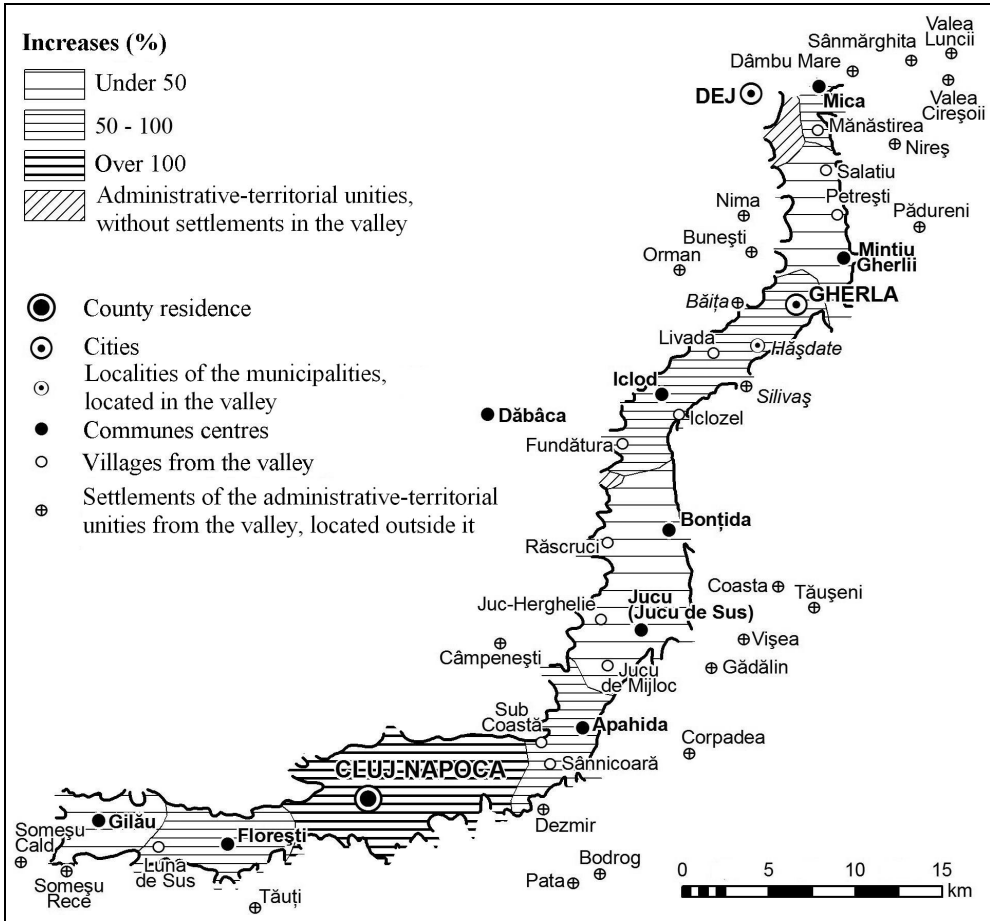 Increases (%)
Under 50
50 - 100
Over 100
Administrative-territorial unities,
without settlements in the valley
County residence
Cities
Localities of the municipalities,
located in the valley
Communes centres
Villages from the valley
Settlements of the administrative-territorial
unities from the valley, located outside it
Valea
Luncii
Sânmărghita
Dâmbu Mare
DEJ
Mica
Valea
Cireşoii
Mănăstirea
Nireş
Salatiu
Petreşti
Nima
Pădureni
Buneşti
Orman
Mintiu
Gherlii
Băiţa
GHERLA
Livada
Hăşdate
Iclod
Silivaş
Dăbâca
Iclozel
Fundătura
Bonţida
Răscruci
Coasta
Tăuşeni
Juc-Herghelie
Jucu
(Jucu de Sus)
Vişea
Câmpeneşti
Gădălin
Jucu
de Mijloc
Sub
Coastă
Apahida
Corpadea
CLUJ-NAPOCA
Sânnicoară
Dezmir
Gilău
Floreşti
Someşu
Cald
Luna
de Sus
Someşu
Rece
Tăuţi
Bodrog
Pata
0 5 10 15
km